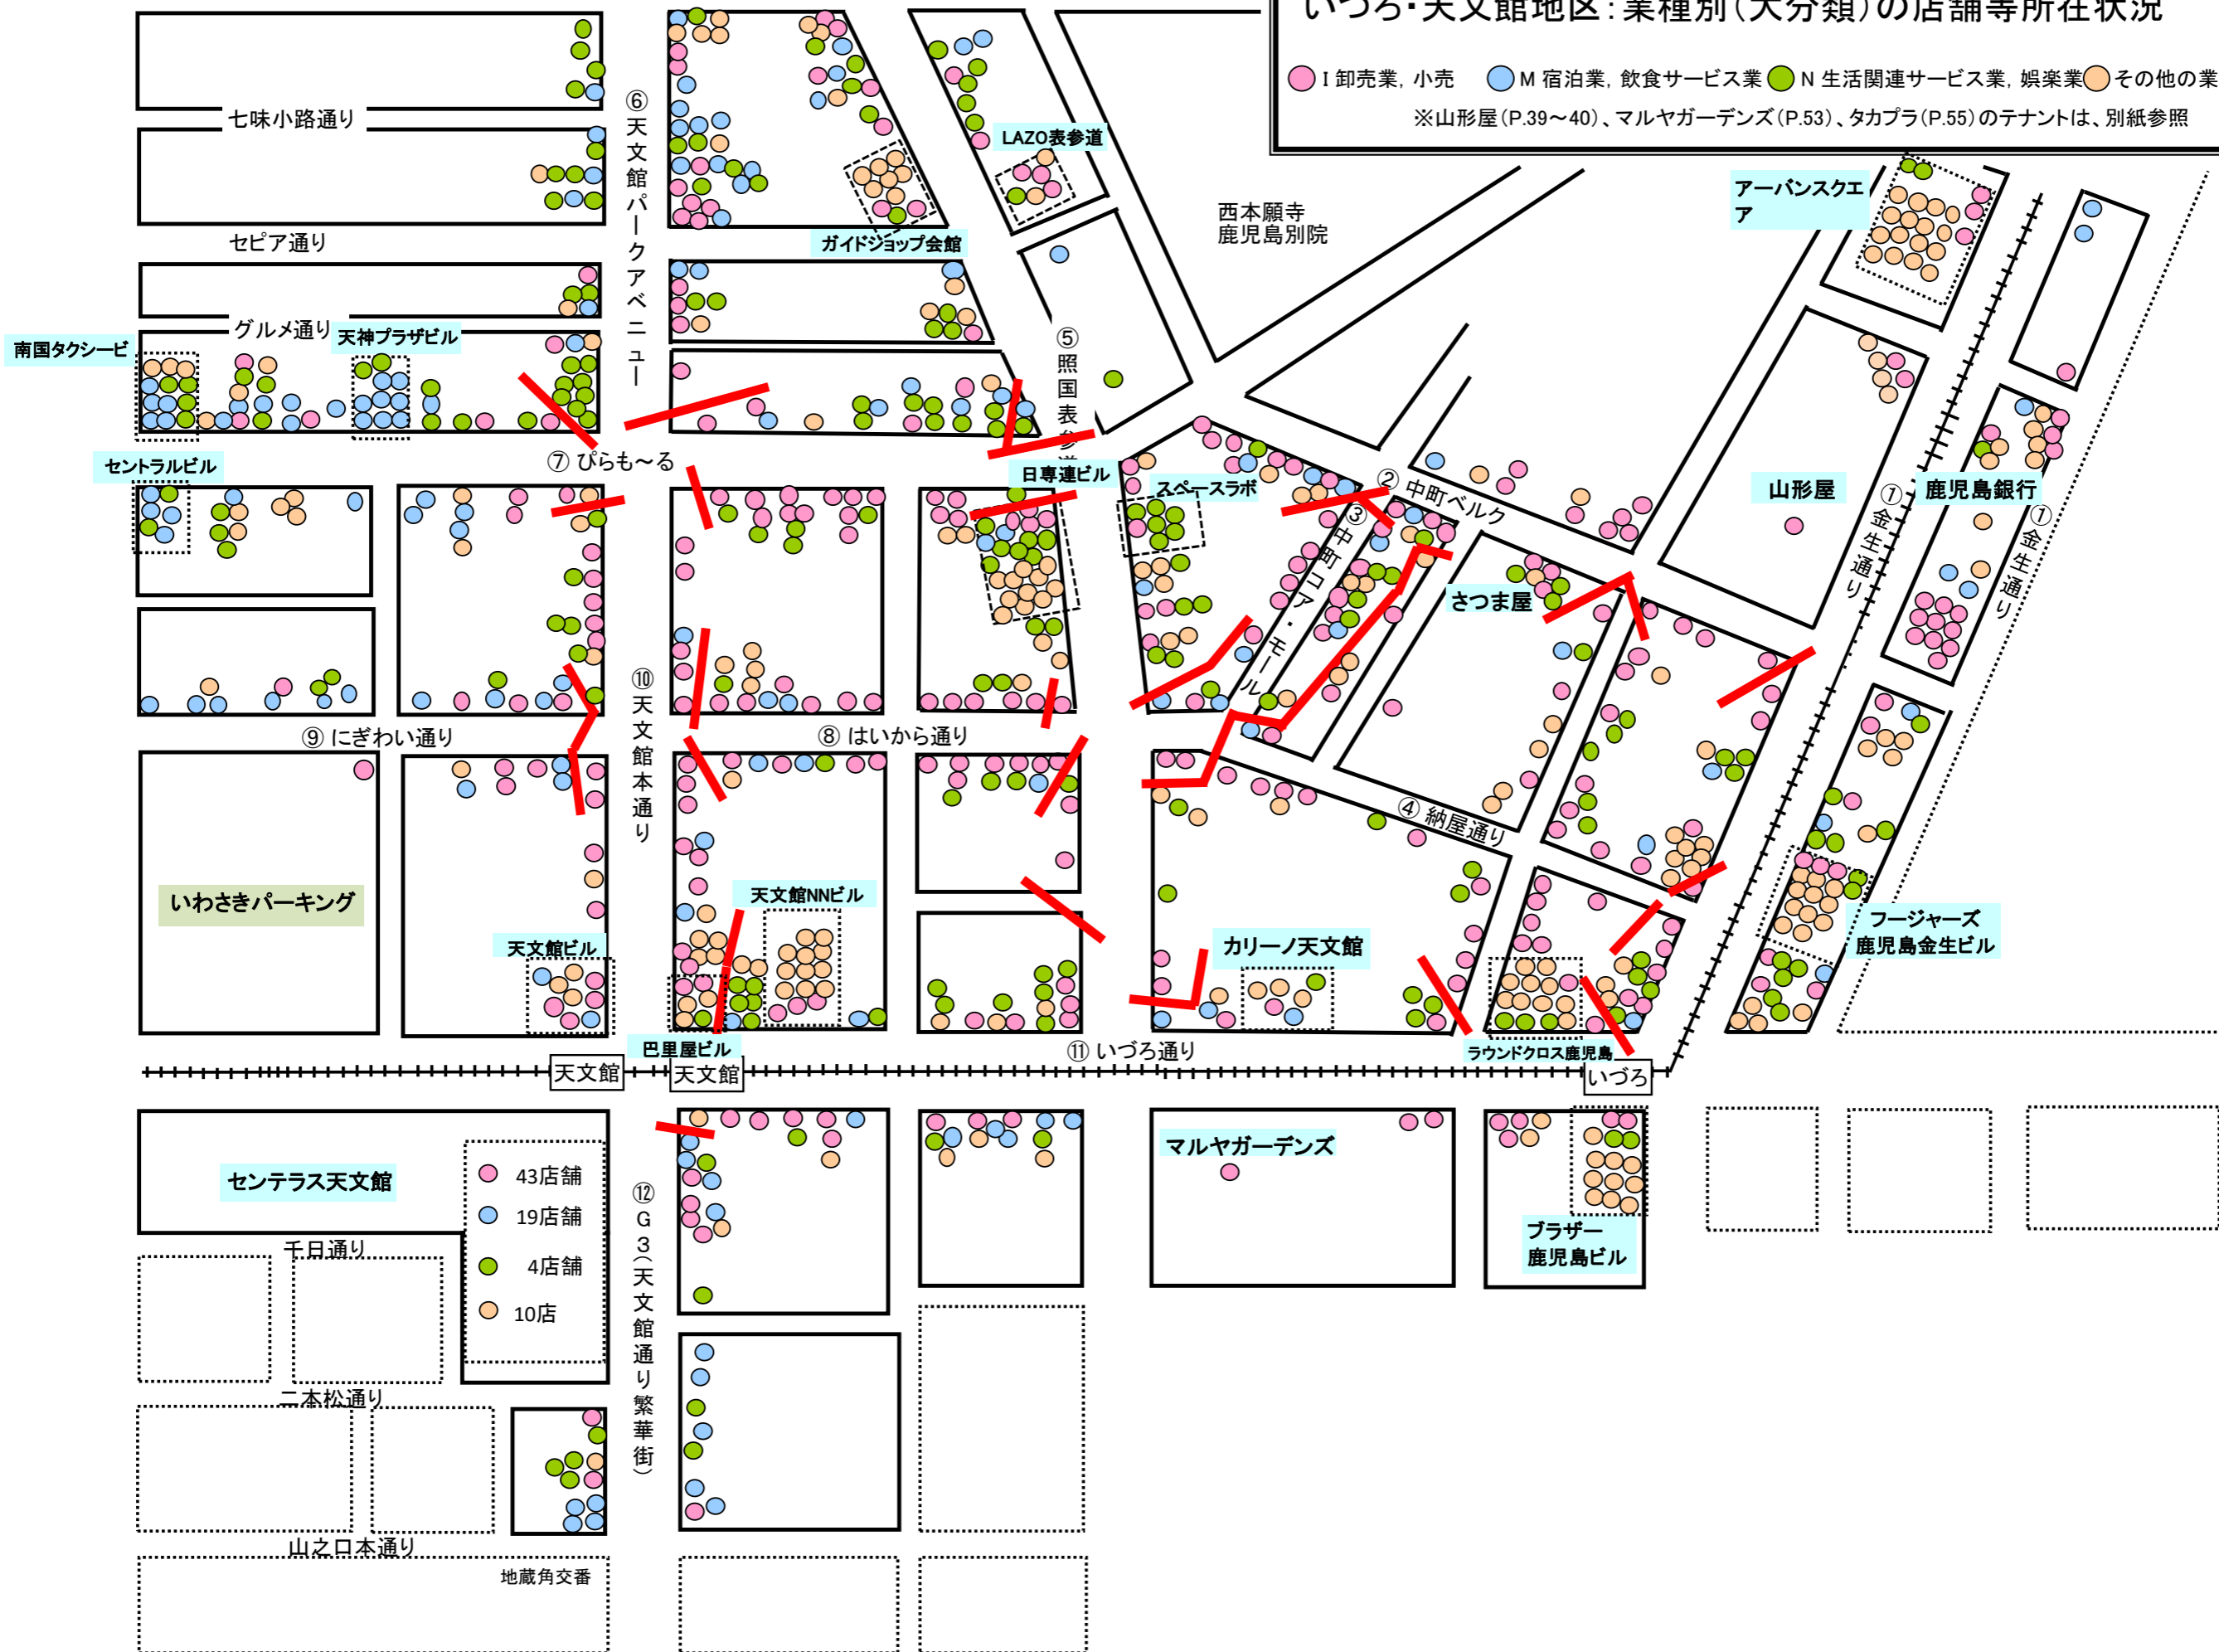 いづろ・天文館地区:業種別(大分類)の店舗等所在状況
I 卸売業, 小売
M 宿泊業, 飲食サービス業
N 生活関連サービス業, 娯楽業
その他の業
※山形屋(P.39～40)、マルヤガーデンズ(P.53)、タカプラ(P.55)のテナントは、別紙参照
七味小路通り
⑥天文館パークアベニュー
LAZO表参道
アーバンスクエ
ア
西本願寺
鹿児島別院
セピア通り
ガイドショップ会館
グルメ通り
天神プラザビル
南国タクシービ
⑤照国表参道
⑦ ぴらも～る
セントラルビル
日専連ビル
スペースラボ
②中町ベルク
③中町コア・モール
山形屋
①金生通り
鹿児島銀行
①金生通り
さつま屋
⑩天文館本通り
⑨ にぎわい通り
⑧ はいから通り
④ 納屋通り
いわさきパーキング
天文館NNビル
天文館ビル
カリーノ天文館
フージャーズ
鹿児島金生ビル
巴里屋ビル
⑪ いづろ通り
ラウンドクロス鹿児島
天文館
天文館
いづろ
センテラス天文館
43店舗
19店舗
4店舗
10店
マルヤガーデンズ
ブラザー
鹿児島ビル
⑫G3(天文館通り繁華街)
千日通り
二本松通り
山之口本通り
地蔵角交番